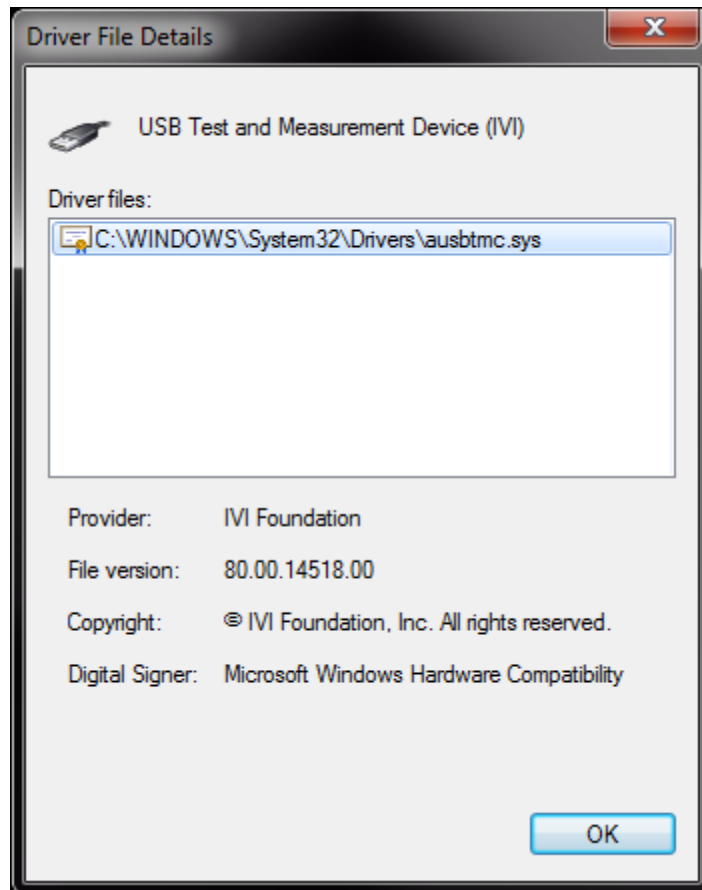 Driver File Details
USB Test and Measurement Device (IVI)
Driver files:
C:\WINDOWS\System32\Drivers\ausbtmc.sys
Provider: IVI Foundation
File version: 80.00.14518.00
Copyright: © IVI Foundation, Inc. All rights reserved.
Digital Signer: Microsoft Windows Hardware Compatibility
OK